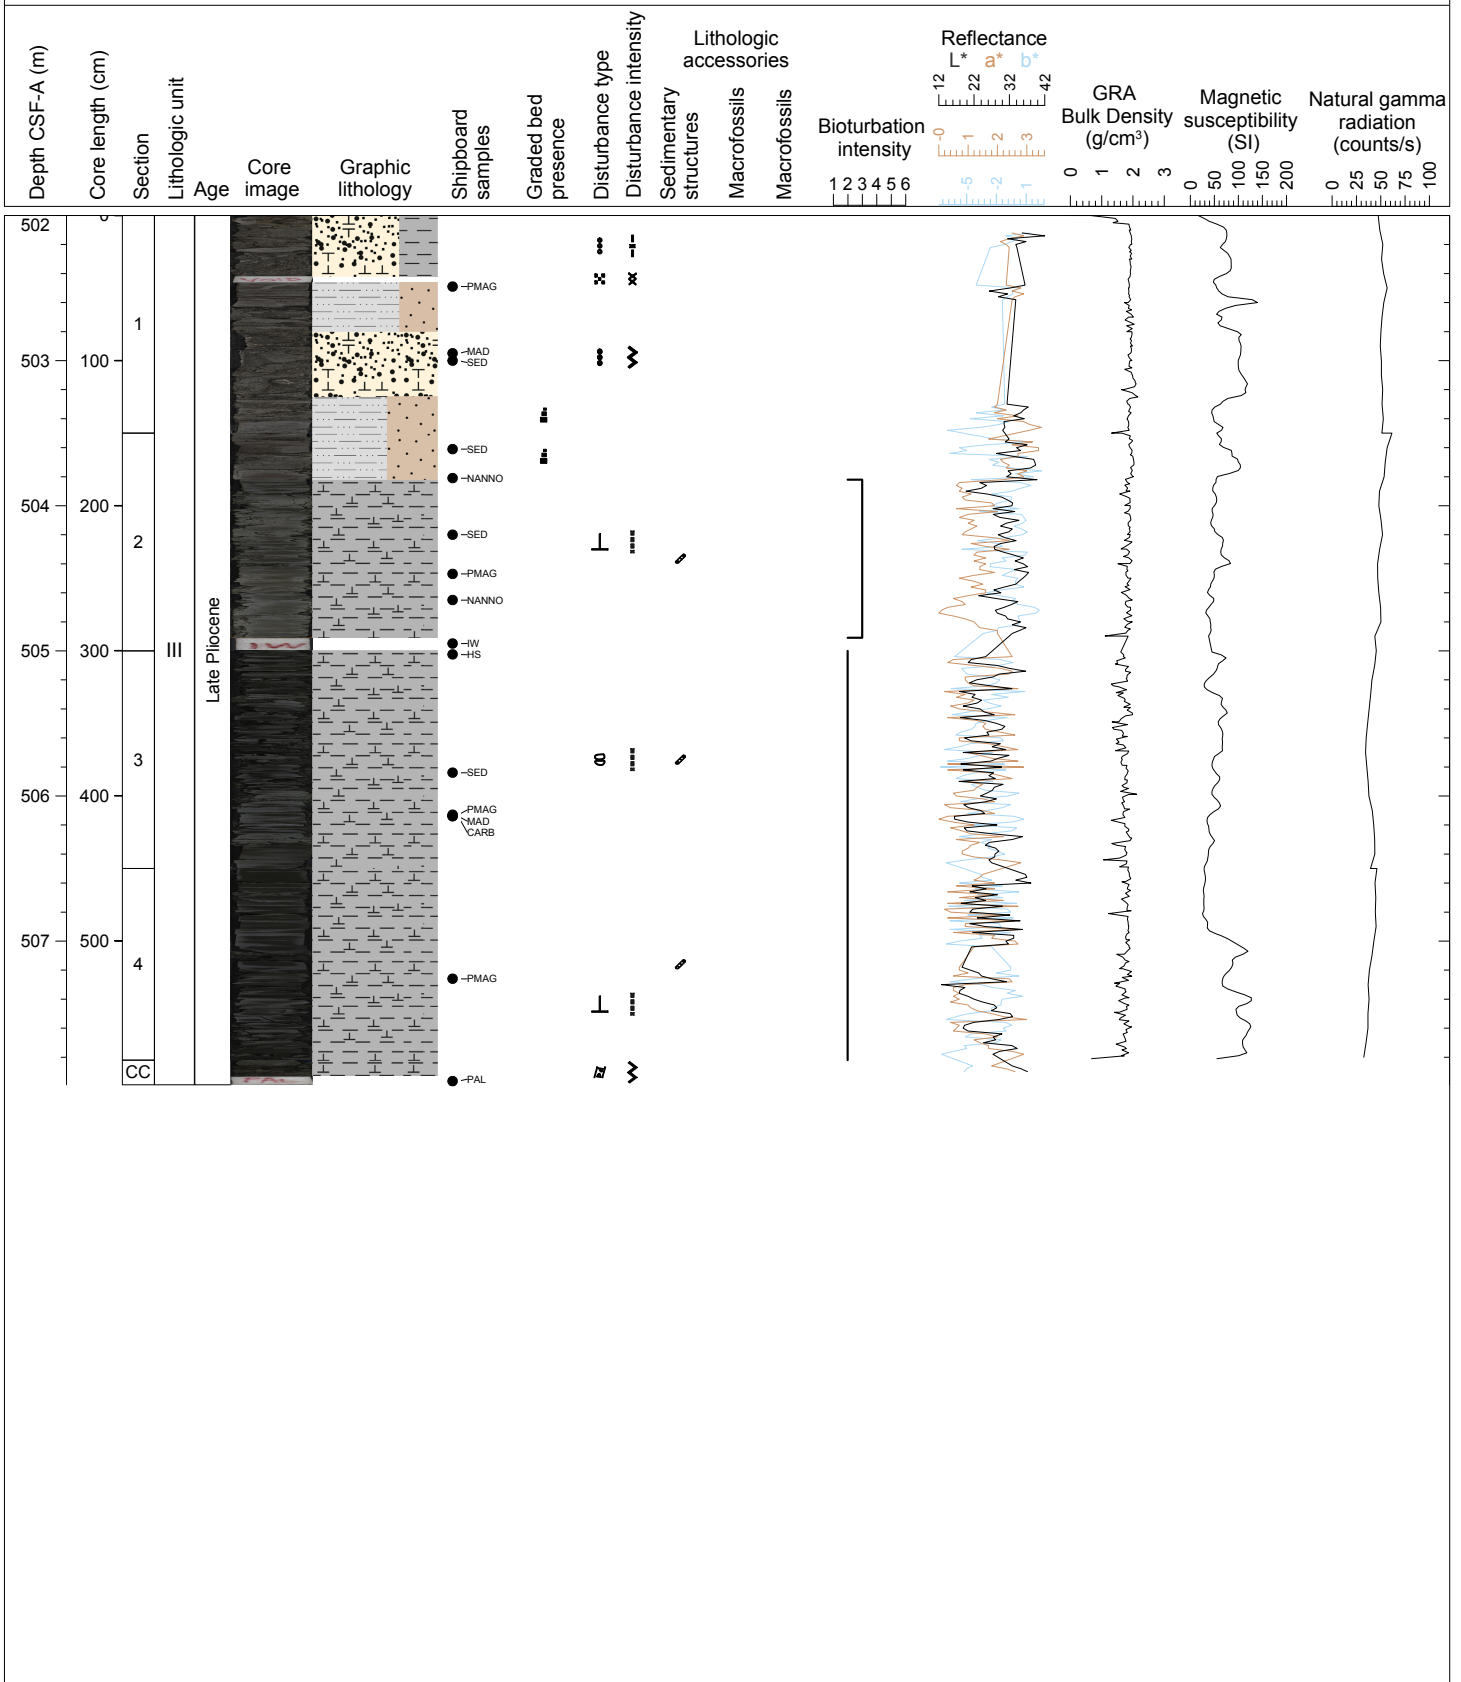 Depth CSF-A (m)
Core length (cm)
Section
Lithologic unit
Age
Core
image
Graphic
lithology
Shipboard
samples
Graded bed
presence
Disturbance type
Disturbance intensity
Lithologic
accessories
Sedimentary
structures
Macrofossils
Macrofossils
Bioturbation
intensity
1 2 3 4 5 6
Reflectance
L* a* b*
12 22 32 42
-0 1 2 3
-5 -2 1
GRA
Bulk Density
(g/cm³)
0 1 2 3
Magnetic
susceptibility
(SI)
0 50 100 150 200
Natural gamma
radiation
(counts/s)
0 25 50 75 100
502
0
PMAG
1
MAD
503 100
SED
SED
NANNO
504 200
SED
2
PMAG
NANNO
IW
505 300
HS
III
Late Pliocene
3
SED
506 400
PMAG
MAD
CARB
507 500
4
PMAG
CC
PAL